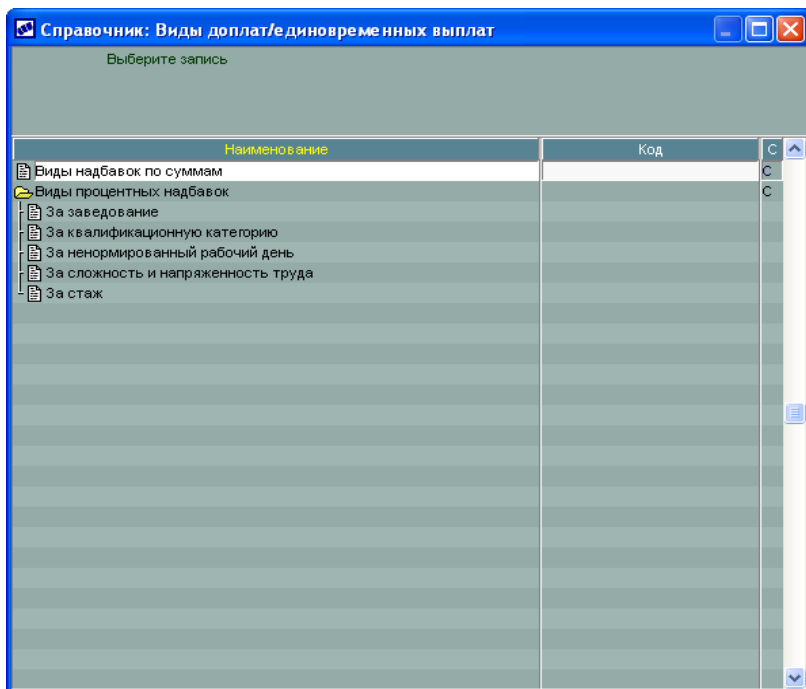 Справочник: Виды доплат/единовременных выплат
Выберите запись
Наименование Код С
Виды надбавок по суммам С
Виды процентных надбавок С
За заведование
За квалификационную категорию
За ненормированный рабочий день
За сложность и напряженность труда
За стаж